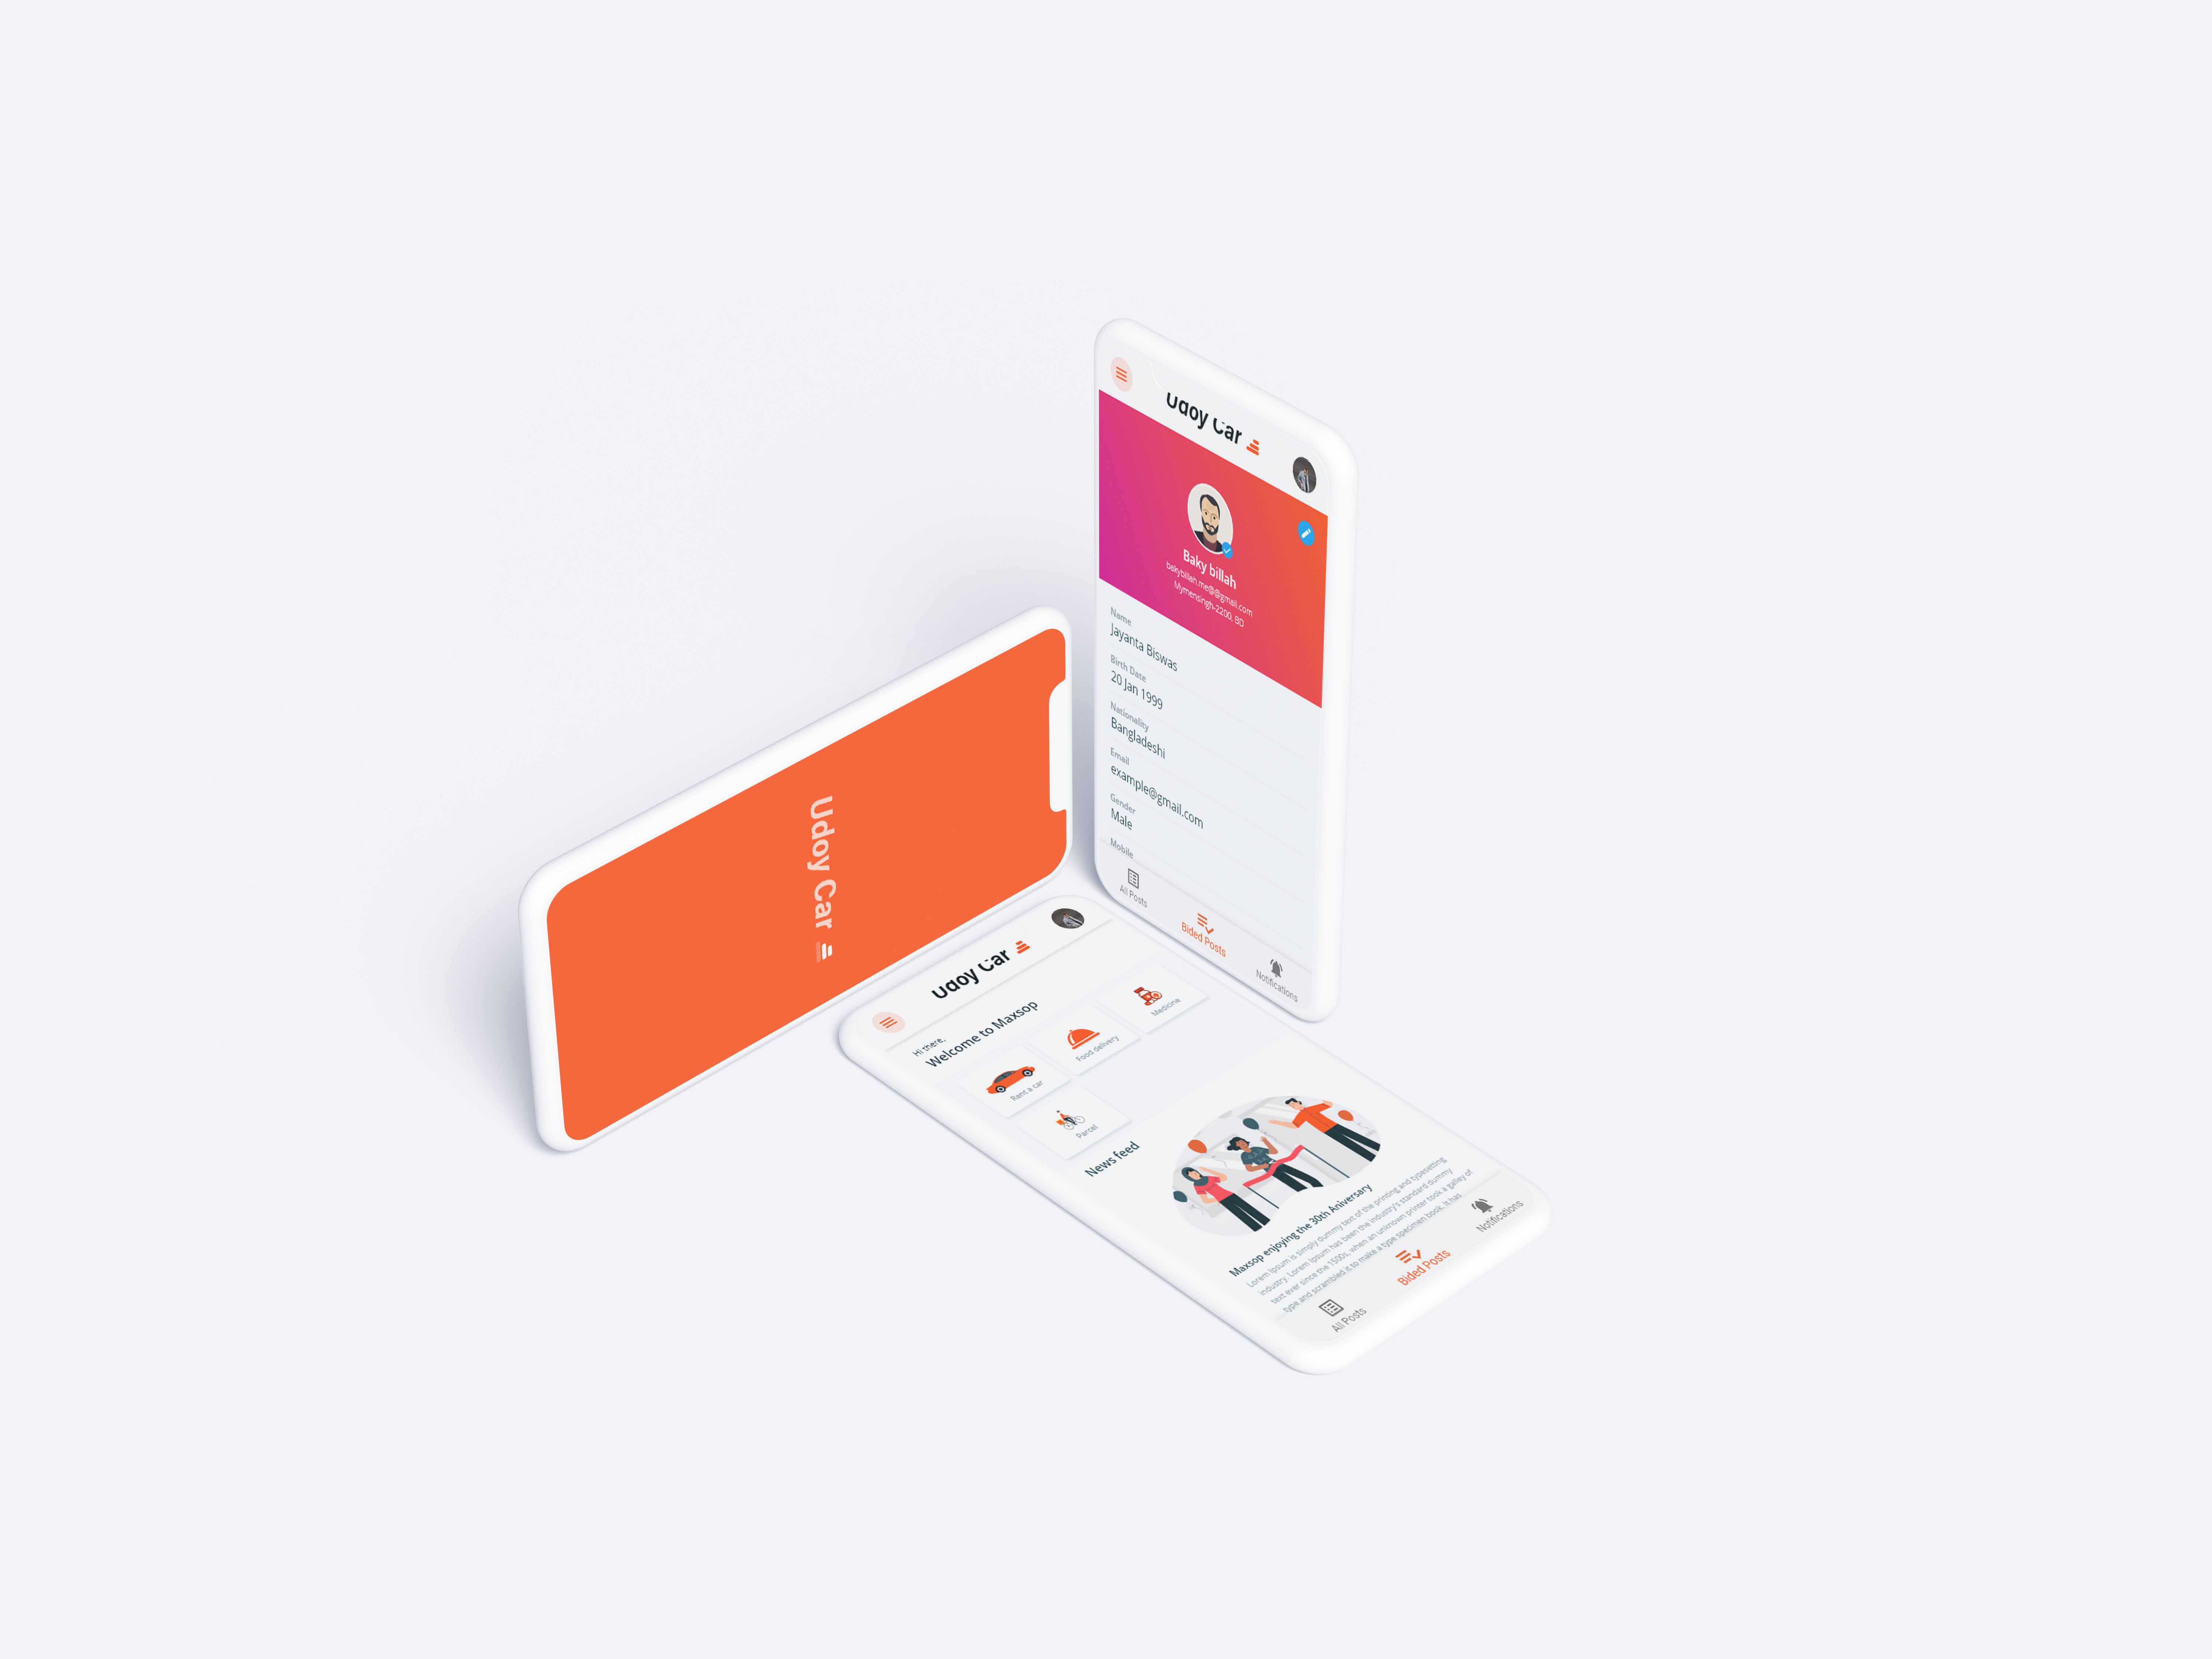 Udoy Car
Udoy Car
Baky billah
bakybillah.me@@gmail.com
Mymensingh-2200, BD
Name
Jayanta Biswas
Birth Date
20 Jan 1999
Nationality
Bangladeshi
Email
example@gmail.com
Gender
Male
Mobile
All Posts
Bided Posts
Notifications
Udoy Car
Hi there,
Welcome to Maxsop
Rent a car
Food delivery
Medicine
Parcel
News feed
Maxsop enjoying the 30th Aniversary
Lorem Ipsum is simply dummy text of the printing and typesetting
industry. Lorem Ipsum has been the industry's standard dummy
text ever since the 1500s, when an unknown printer took a galley of
type and scrambled it to make a type specimen book. It has
All Posts
Bided Posts
Notifications